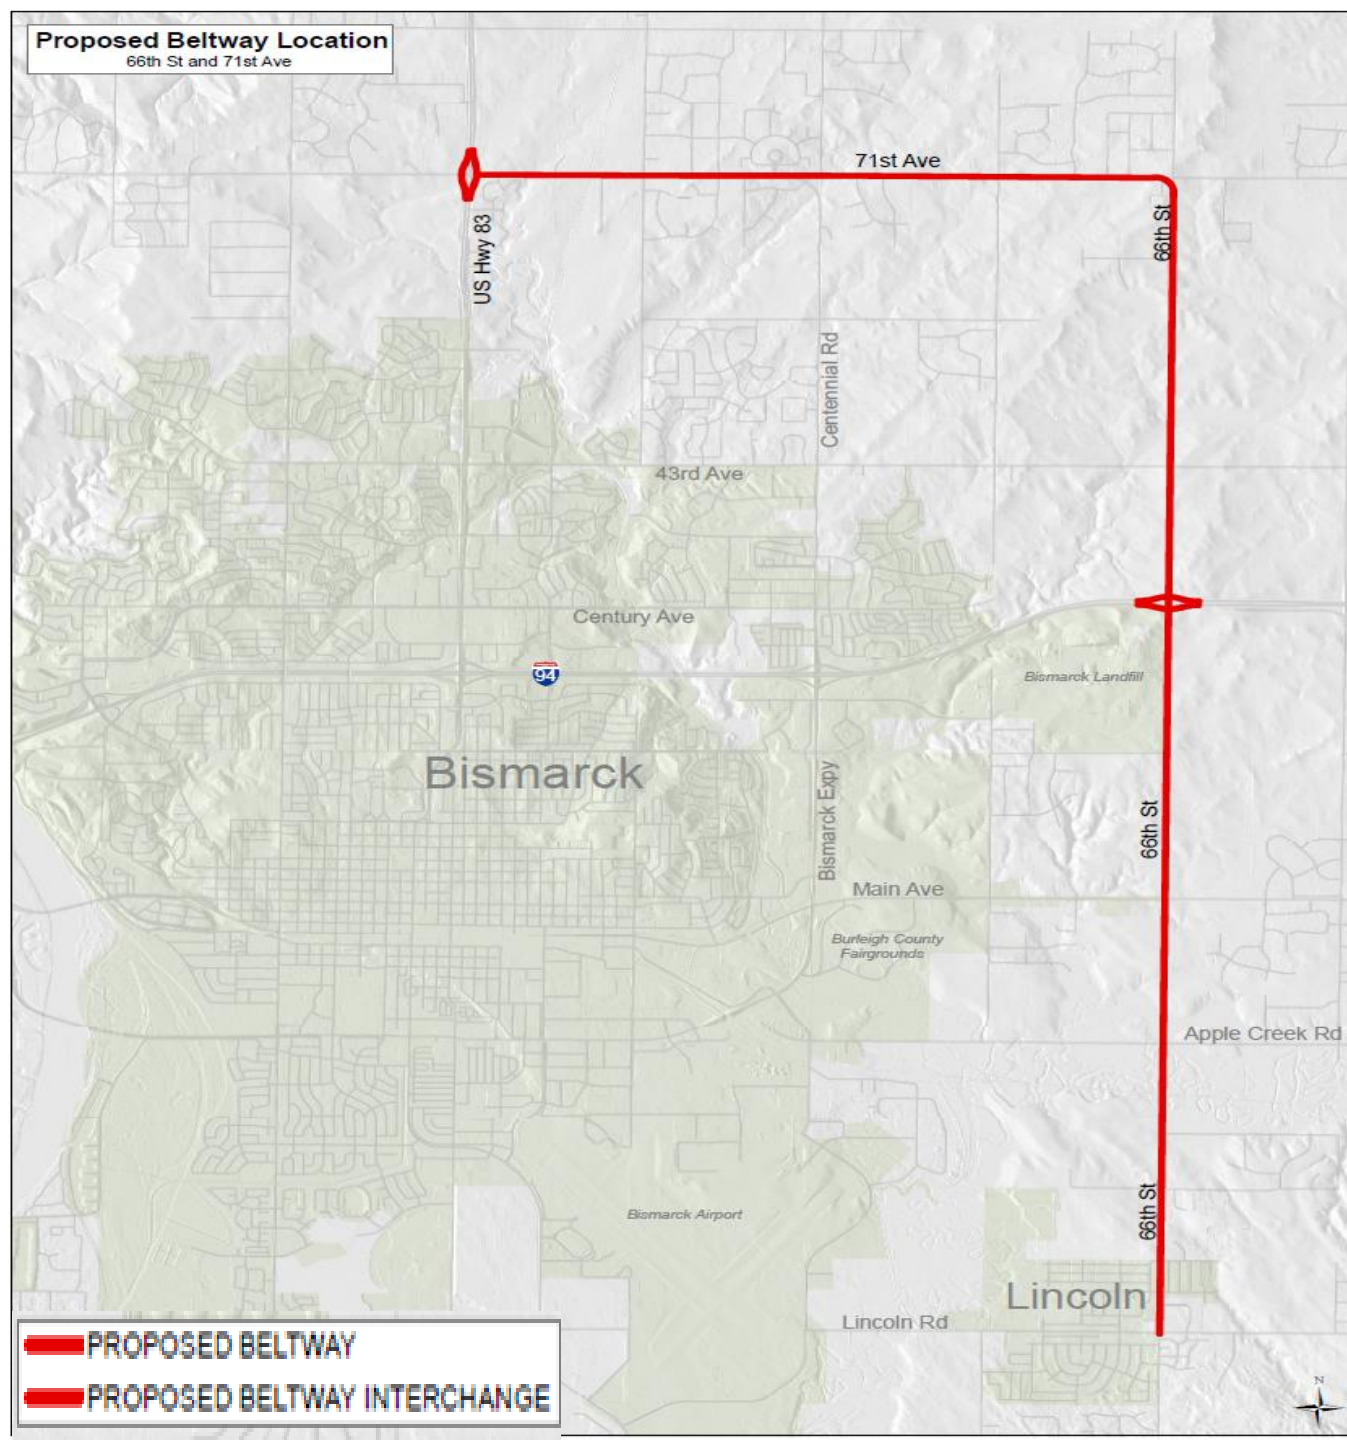 Proposed Beltway Location
66th St and 71st Ave
71st Ave
66th St
US Hwy 83
Centennial Rd
43rd Ave
Century Ave
94
Bismarck Landfill
Bismarck
Bismarck Expy
66th St
Main Ave
Burleigh County
Fairgrounds
Apple Creek Rd
66th St
Bismarck Airport
Lincoln
Lincoln Rd
PROPOSED BELTWAY
PROPOSED BELTWAY INTERCHANGE
N